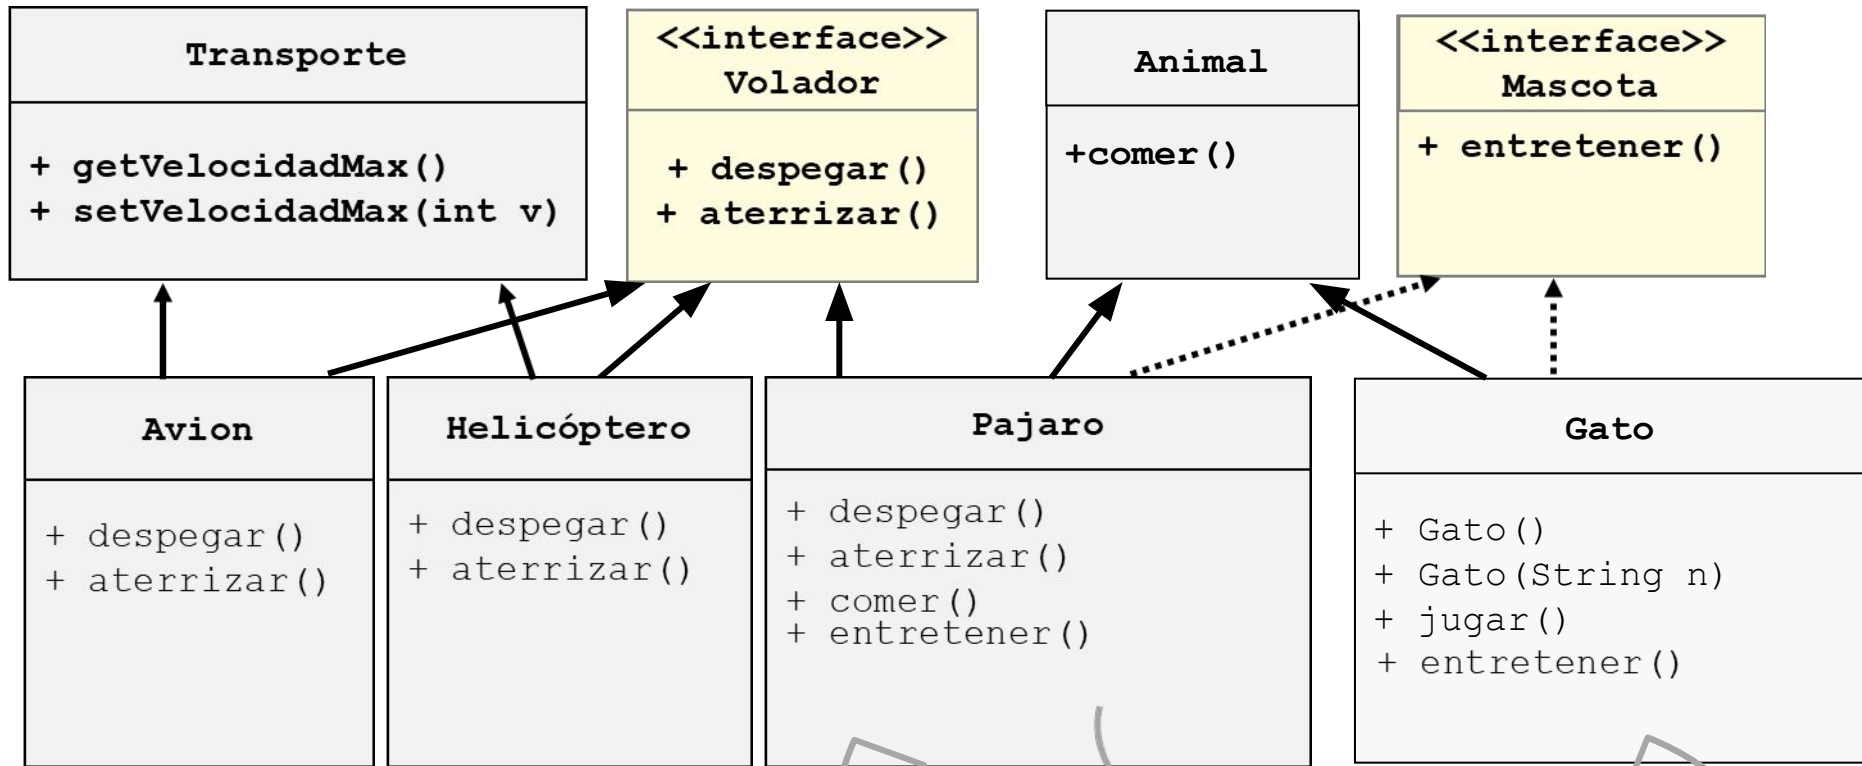 Transporte
+ getVelocidadMax()
+ setVelocidadMax(int v)
<<interface>>
Volador
+ despegar()
+ aterrizar()
Animal
+comer()
<<interface>>
Mascota
+ entretener()
Avion
+ despegar()
+ aterrizar()
Helicóptero
+ despegar()
+ aterrizar()
Pajaro
+ despegar()
+ aterrizar()
+ comer()
+ entretener()
Gato
+ Gato()
+ Gato(String n)
+ jugar()
+ entretener()